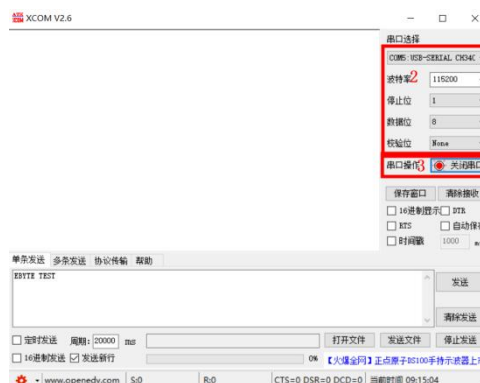 XCOM V2.6
串口选择
COM5:USB-SERIAL CH34C
波特率2 115200
停止位 1
数据位 8
校验位 None
串口操作3 关闭串口
保存窗口 清除接收
16进制显示 DTR
RTS 自动保存
时间戳 1000
单条发送 多条发送 协议传输 帮助
EBYTE TEST
发送
清除发送
定时发送 周期: 20000 ms 打开文件 发送文件 停止发送
16进制发送 发送新行 0% 【火爆全网】正点原子DS100手持示波器上市
www.openedv.com S:0 R:0 CTS=0 DSR=0 DCD=0 当前时间 09:15:04